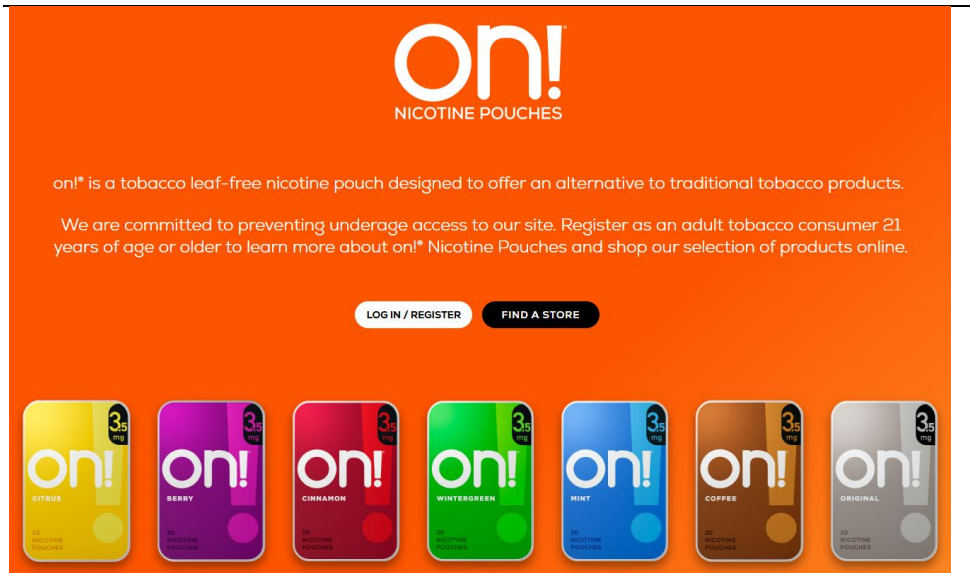 on!®
NICOTINE POUCHES
on!® is a tobacco leaf-free nicotine pouch designed to offer an alternative to traditional tobacco products.
We are committed to preventing underage access to our site. Register as an adult tobacco consumer 21
years of age or older to learn more about on!® Nicotine Pouches and shop our selection of products online.
LOG IN / REGISTER
FIND A STORE
3.5
mg
on!
CITRUS
20
NICOTINE
POUCHES
3.5
mg
on!
BERRY
20
NICOTINE
POUCHES
3.5
mg
on!
CINNAMON
20
NICOTINE
POUCHES
3.5
mg
on!
WINTERGREEN
20
NICOTINE
POUCHES
3.5
mg
on!
MINT
20
NICOTINE
POUCHES
3.5
mg
on!
COFFEE
20
NICOTINE
POUCHES
3.5
mg
on!
ORIGINAL
20
NICOTINE
POUCHES